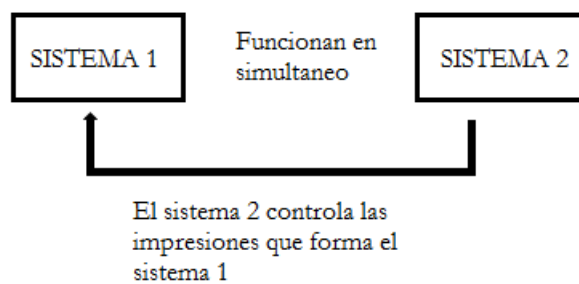 SISTEMA 1
Funcionan en
simultaneo
SISTEMA 2
El sistema 2 controla las
impresiones que forma el
sistema 1